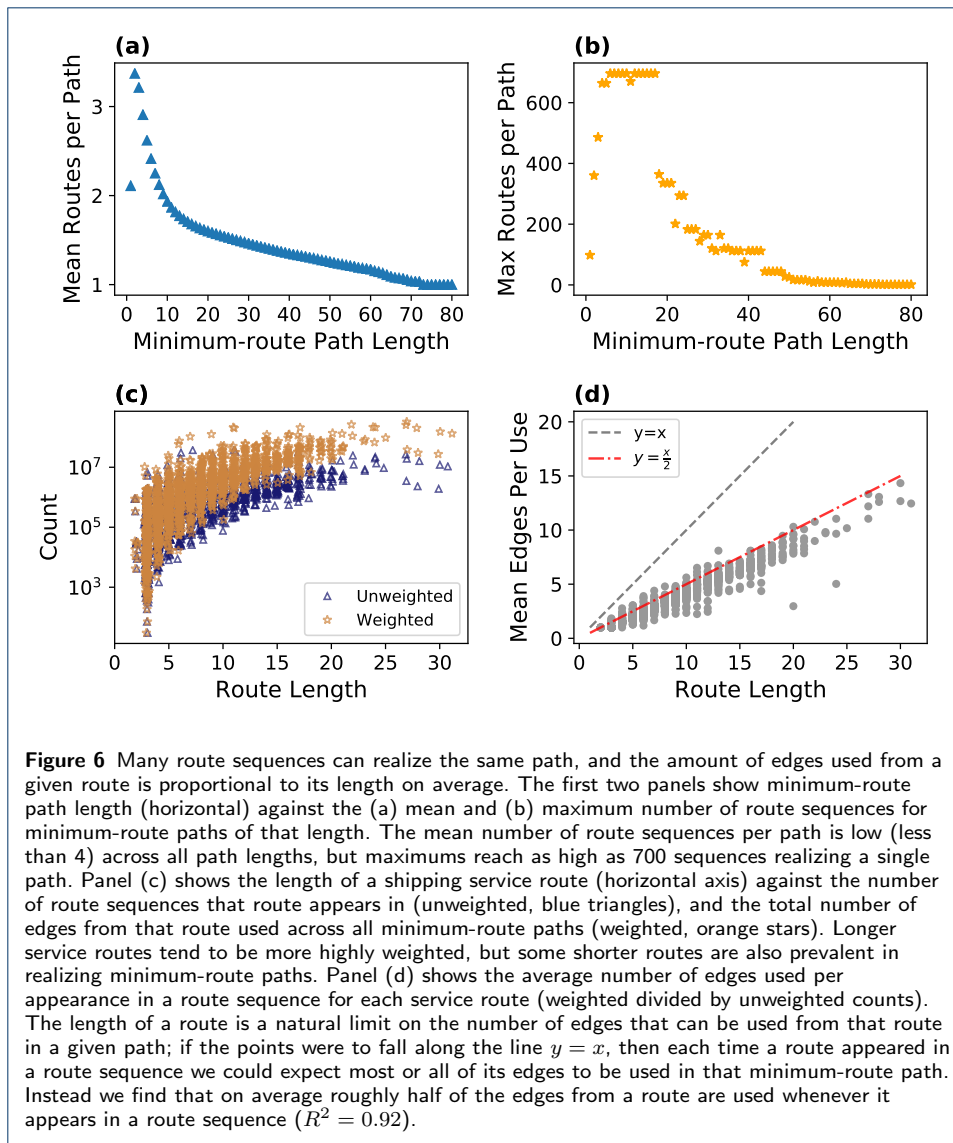 (a)
Mean Routes per Path
3
2
1
0 10 20 30 40 50 60 70 80
Minimum-route Path Length
(b)
Max Routes per Path
600
400
200
0
0 20 40 60 80
Minimum-route Path Length
(c)
Count
10^7
10^5
10^3
Unweighted
Weighted
0 5 10 15 20 25 30
Route Length
(d)
Mean Edges Per Use
20
15
10
5
0
y=x
y = x/2
0 5 10 15 20 25 30
Route Length
Figure 6 Many route sequences can realize the same path, and the amount of edges used from a
given route is proportional to its length on average. The first two panels show minimum-route
path length (horizontal) against the (a) mean and (b) maximum number of route sequences for
minimum-route paths of that length. The mean number of route sequences per path is low (less
than 4) across all path lengths, but maximums reach as high as 700 sequences realizing a single
path. Panel (c) shows the length of a shipping service route (horizontal axis) against the number
of route sequences that route appears in (unweighted, blue triangles), and the total number of
edges from that route used across all minimum-route paths (weighted, orange stars). Longer
service routes tend to be more highly weighted, but some shorter routes are also prevalent in
realizing minimum-route paths. Panel (d) shows the average number of edges used per
appearance in a route sequence for each service route (weighted divided by unweighted counts).
The length of a route is a natural limit on the number of edges that can be used from that route
in a given path; if the points were to fall along the line y = x, then each time a route appeared in
a route sequence we could expect most or all of its edges to be used in that minimum-route path.
Instead we find that on average roughly half of the edges from a route are used whenever it
appears in a route sequence (R² = 0.92).